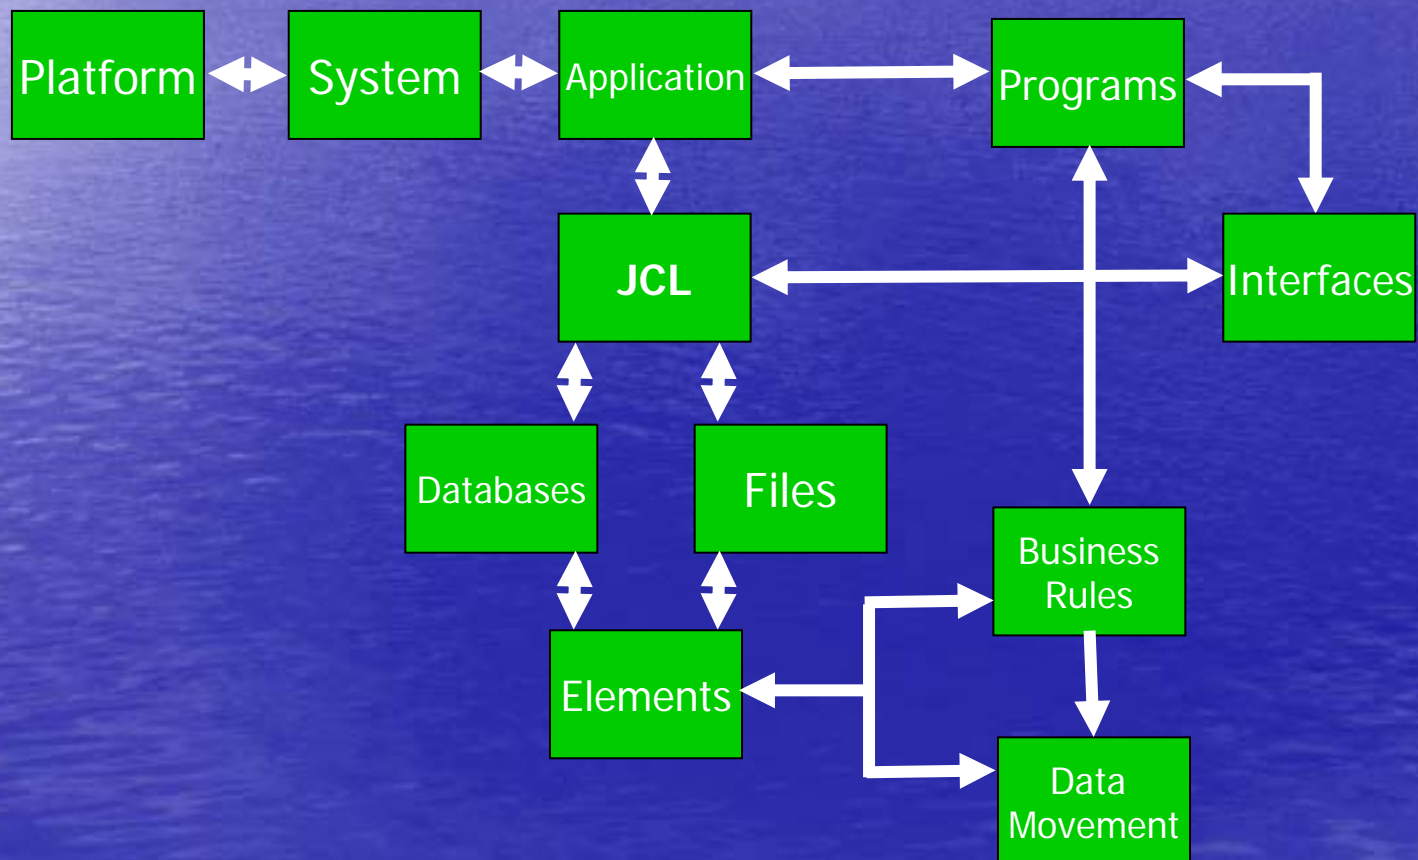 Platform
System
Application
Programs
JCL
Interfaces
Databases
Files
Business
Rules
Elements
Data
Movement